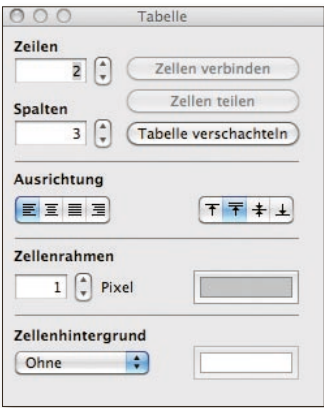 Tabelle
Zeilen
2
Zellen verbinden
Zellen teilen
Spalten
3
Tabelle verschachteln
Ausrichtung
Zellenrahmen
1 Pixel
Zellenhintergrund
Ohne